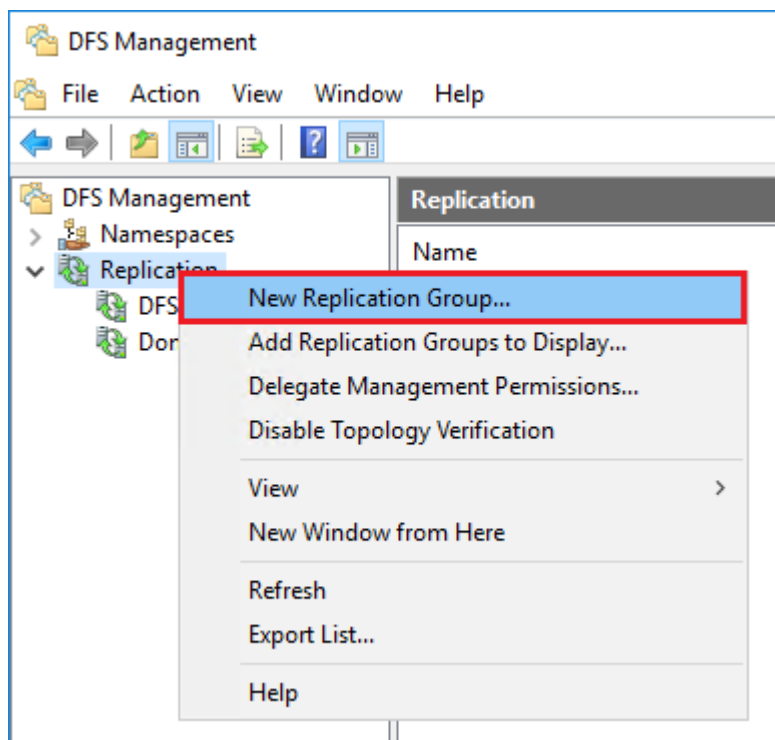 DFS Management
File Action View Window Help
DFS Management
Replication
Namespaces
Name
Replication
New Replication Group...
DFS
Add Replication Groups to Display...
Delegate Management Permissions...
Disable Topology Verification
View
New Window from Here
Refresh
Export List...
Help